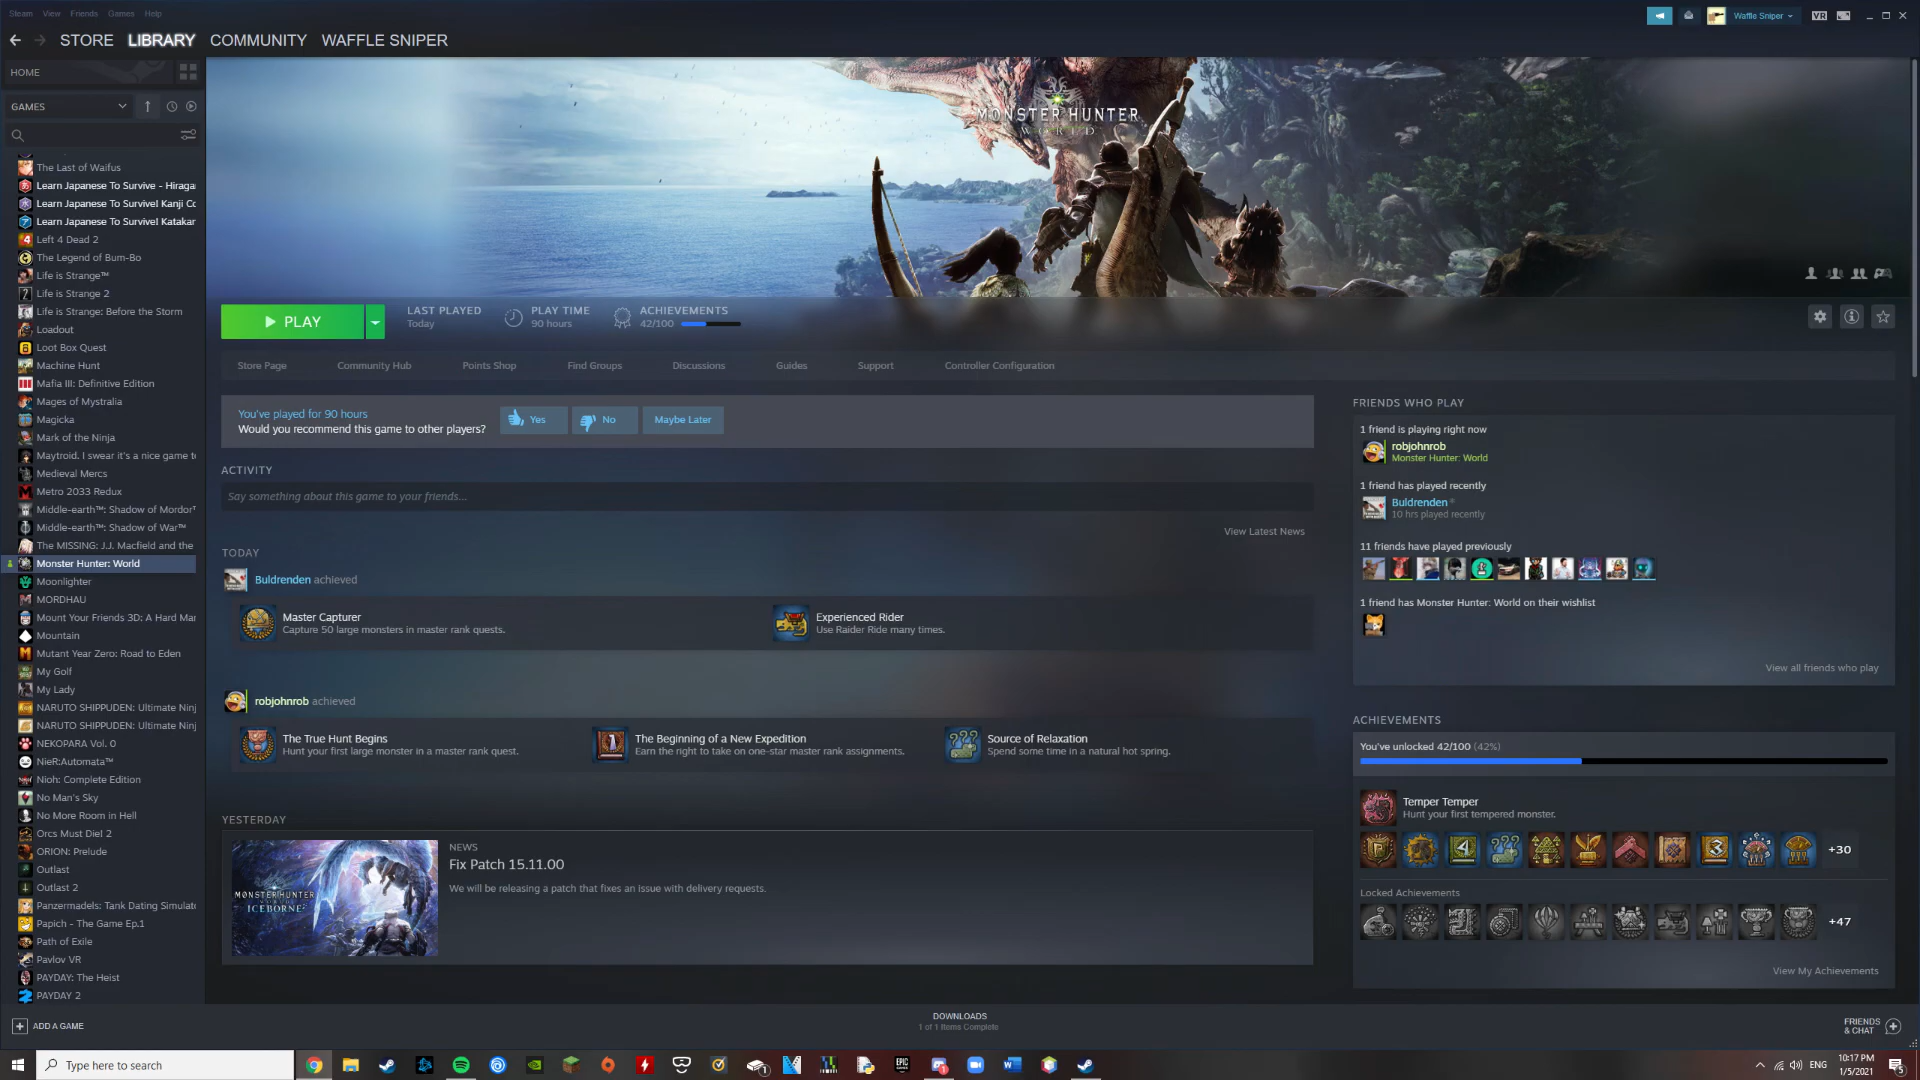 Steam View Friends Games Help
Waffle Sniper
VR
STORE LIBRARY COMMUNITY WAFFLE SNIPER
HOME
GAMES
The Last of Waifus
Learn Japanese To Survive - Hiraga
Learn Japanese To Survive! Kanji Co
Learn Japanese To Survive! Katakar
Left 4 Dead 2
The Legend of Bum-Bo
Life is Strange™
Life is Strange 2
Life is Strange: Before the Storm
Loadout
Loot Box Quest
Machine Hunt
Mafia III: Definitive Edition
Mages of Mystralia
Magicka
Mark of the Ninja
Maytroid. I swear it's a nice game t
Medieval Mercs
Metro 2033 Redux
Middle-earth™: Shadow of Mordor™
Middle-earth™: Shadow of War™
The MISSING: J.J. Macfield and the
Monster Hunter: World
Moonlighter
MORDHAU
Mount Your Friends 3D: A Hard Mar
Mountain
Mutant Year Zero: Road to Eden
My Golf
My Lady
NARUTO SHIPPUDEN: Ultimate Ninj
NARUTO SHIPPUDEN: Ultimate Ninj
NEKOPARA Vol. 0
NieR:Automata™
Nioh: Complete Edition
No Man's Sky
No More Room in Hell
Orcs Must Die! 2
ORION: Prelude
Outlast
Outlast 2
Panzermadels: Tank Dating Simulato
Papich - The Game Ep.1
Path of Exile
Pavlov VR
PAYDAY: The Heist
PAYDAY 2
ADD A GAME
MONSTER HUNTER
WORLD
PLAY
LAST PLAYED
Today
PLAY TIME
90 hours
ACHIEVEMENTS
42/100
Store Page Community Hub Points Shop Find Groups Discussions Guides Support Controller Configuration
You've played for 90 hours
Would you recommend this game to other players?
Yes No Maybe Later
ACTIVITY
Say something about this game to your friends...
View Latest News
TODAY
Buldrenden achieved
Master Capturer
Capture 50 large monsters in master rank quests.
Experienced Rider
Use Raider Ride many times.
robjohnrob achieved
The True Hunt Begins
Hunt your first large monster in a master rank quest.
The Beginning of a New Expedition
Earn the right to take on one-star master rank assignments.
Source of Relaxation
Spend some time in a natural hot spring.
YESTERDAY
MONSTER HUNTER
WORLD
ICEBORNE
NEWS
Fix Patch 15.11.00
We will be releasing a patch that fixes an issue with delivery requests.
FRIENDS WHO PLAY
1 friend is playing right now
robjohnrob
Monster Hunter: World
1 friend has played recently
Buldrenden
10 hrs played recently
11 friends have played previously
1 friend has Monster Hunter: World on their wishlist
View all friends who play
ACHIEVEMENTS
You've unlocked 42/100 (42%)
Temper Temper
Hunt your first tempered monster.
+30
Locked Achievements
+47
View My Achievements
DOWNLOADS
1 of 1 Items Complete
FRIENDS
& CHAT
Type here to search
ENG
10:17 PM
1/5/2021